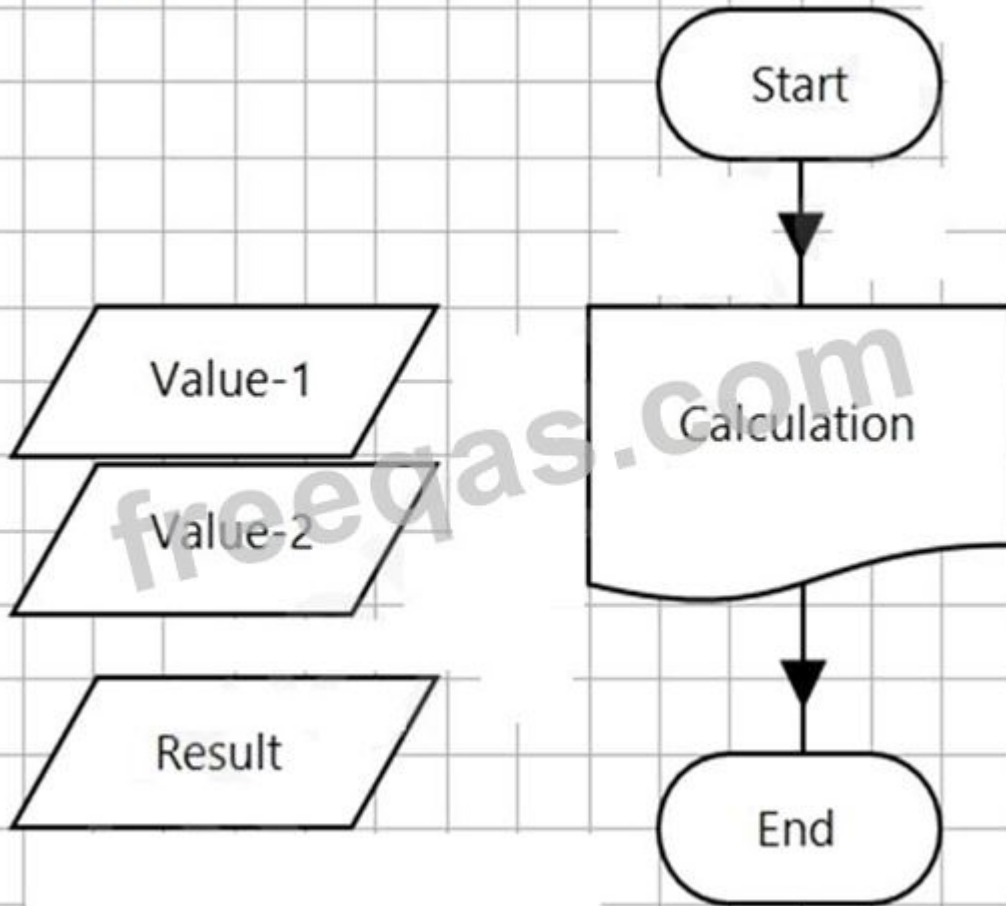 Start
Value-1
Calculation
freeqas.com
Value-2
Result
End